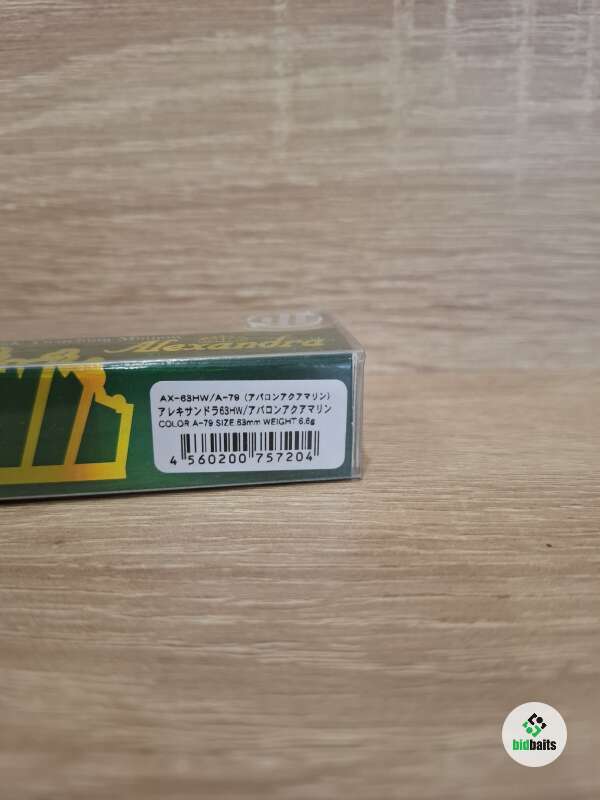 Alexandra
AX-63HW/A-79 (アバロンアクアマリン)
アレキサンドラ63HW/アバロンアクアマリン
COLOR A-79 SIZE:63mm WEIGHT:6.6g
4 560200 757204
bidbaits